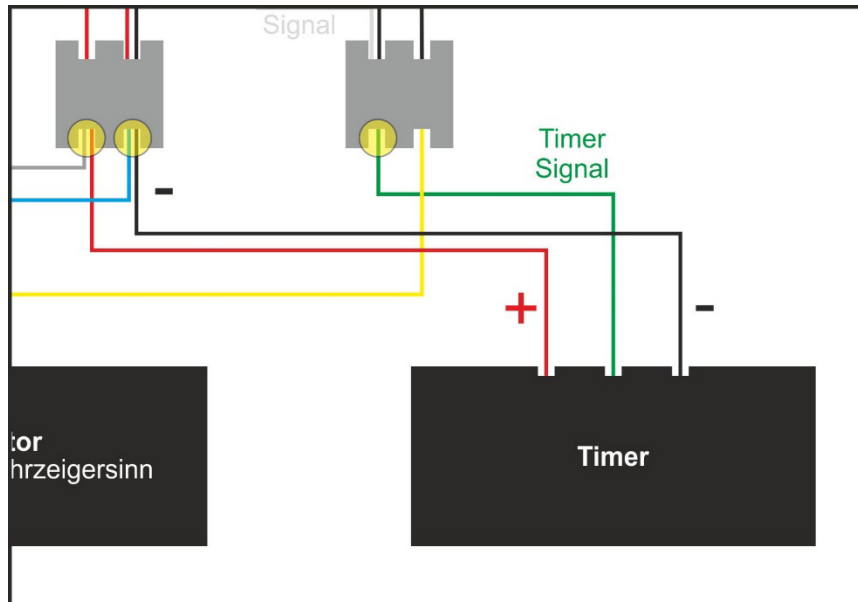 Signal
Timer
Signal
-
+
-
tor
hrzeigersinn
Timer